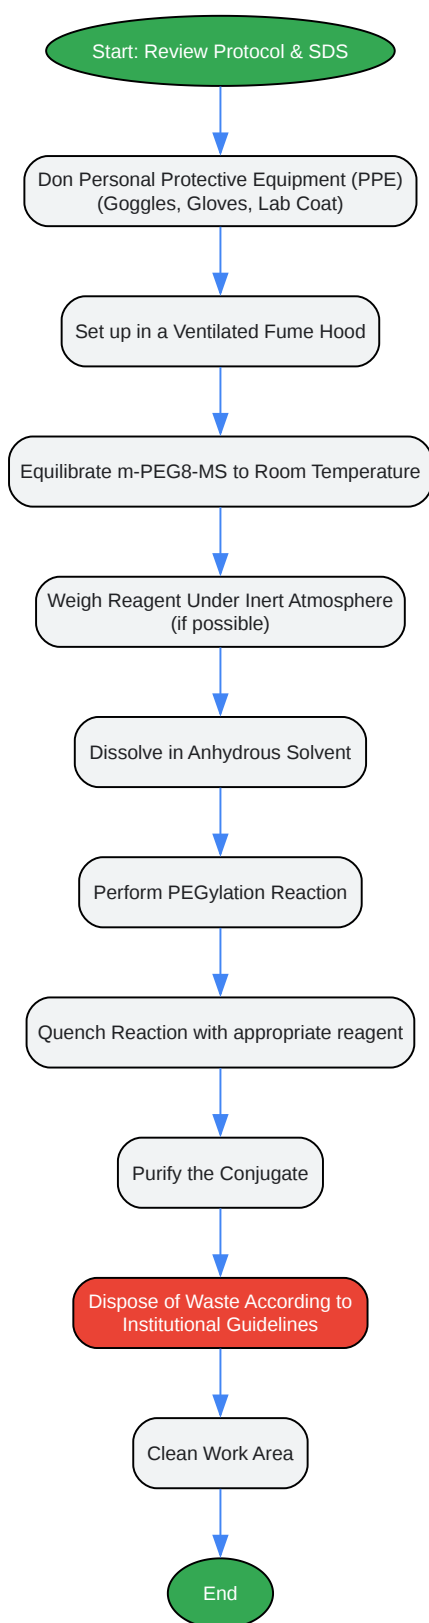 Start: Review Protocol & SDS
Don Personal Protective Equipment (PPE)
(Goggles, Gloves, Lab Coat)
Set up in a Ventilated Fume Hood
Equilibrate m-PEG8-MS to Room Temperature
Weigh Reagent Under Inert Atmosphere
(if possible)
Dissolve in Anhydrous Solvent
Perform PEGylation Reaction
Quench Reaction with appropriate reagent
Purify the Conjugate
Dispose of Waste According to
Institutional Guidelines
Clean Work Area
End